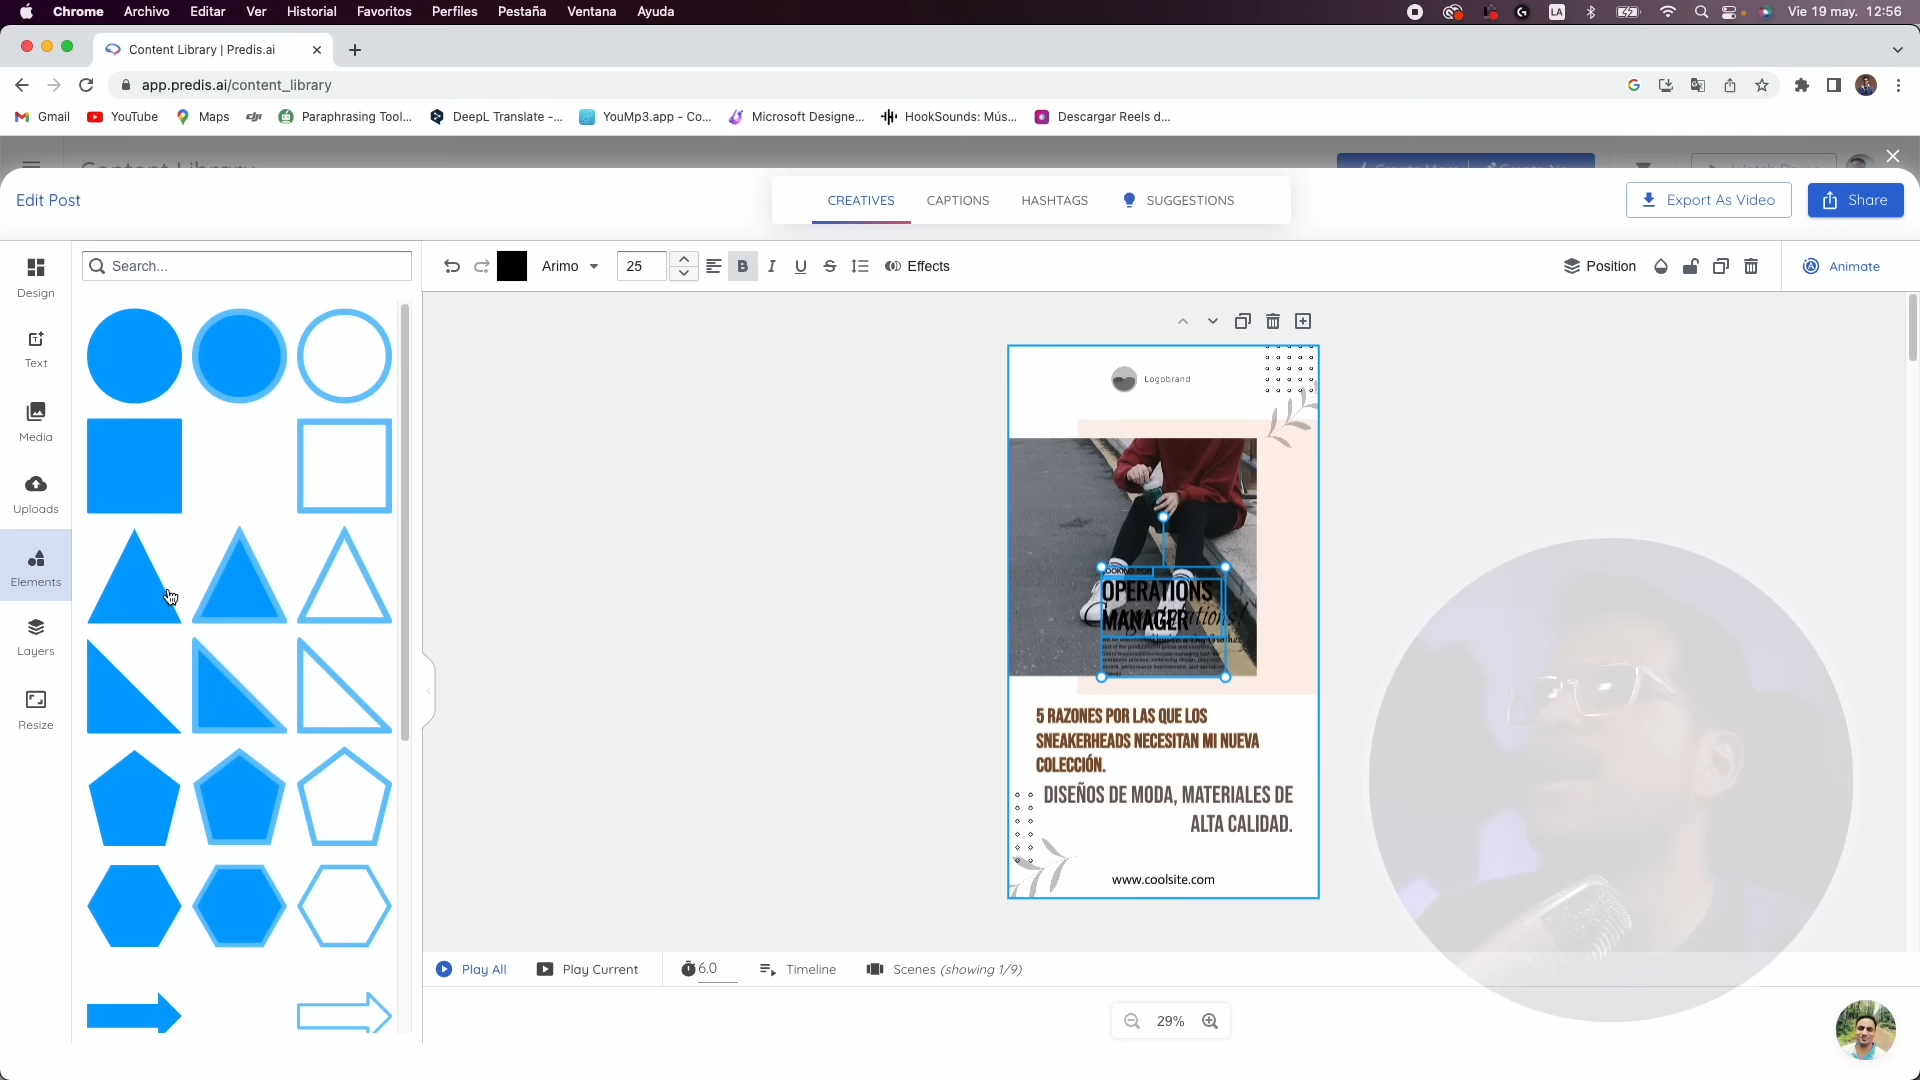 Chrome Archivo Editar Ver Historial Favoritos Perfiles Pestaña Ventana Ayuda
LA
Vie 19 may. 12:56
Content Library | Predis.ai
app.predis.ai/content_library
Gmail YouTube Maps Paraphrasing Tool... DeepL Translate -... YouMp3.app - Co... Microsoft Designe... HookSounds: Mús... Descargar Reels d...
Edit Post
CREATIVES CAPTIONS HASHTAGS SUGGESTIONS
Export As Video
Share
Design
Text
Media
Uploads
Elements
Layers
Resize
Search...
Arimo
25
B I U S
Effects
Position
Animate
Logobrand
LOOKING FOR
OPERATIONS
MANAGER
5 RAZONES POR LAS QUE LOS
SNEAKERHEADS NECESITAN MI NUEVA
COLECCIÓN.
DISEÑOS DE MODA, MATERIALES DE
ALTA CALIDAD.
www.coolsite.com
Play All Play Current 6.0 Timeline Scenes (showing 1/9)
29%